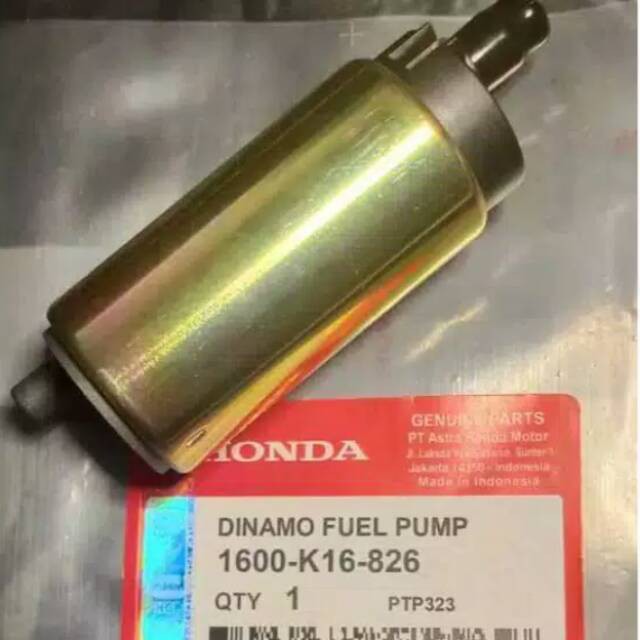 HONDA
GENUINE PARTS
PT Astra Honda Motor
Jakarta 14350 - Indonesia
Made in Indonesia
DINAMO FUEL PUMP
1600-K16-826
QTY 1 PTP323